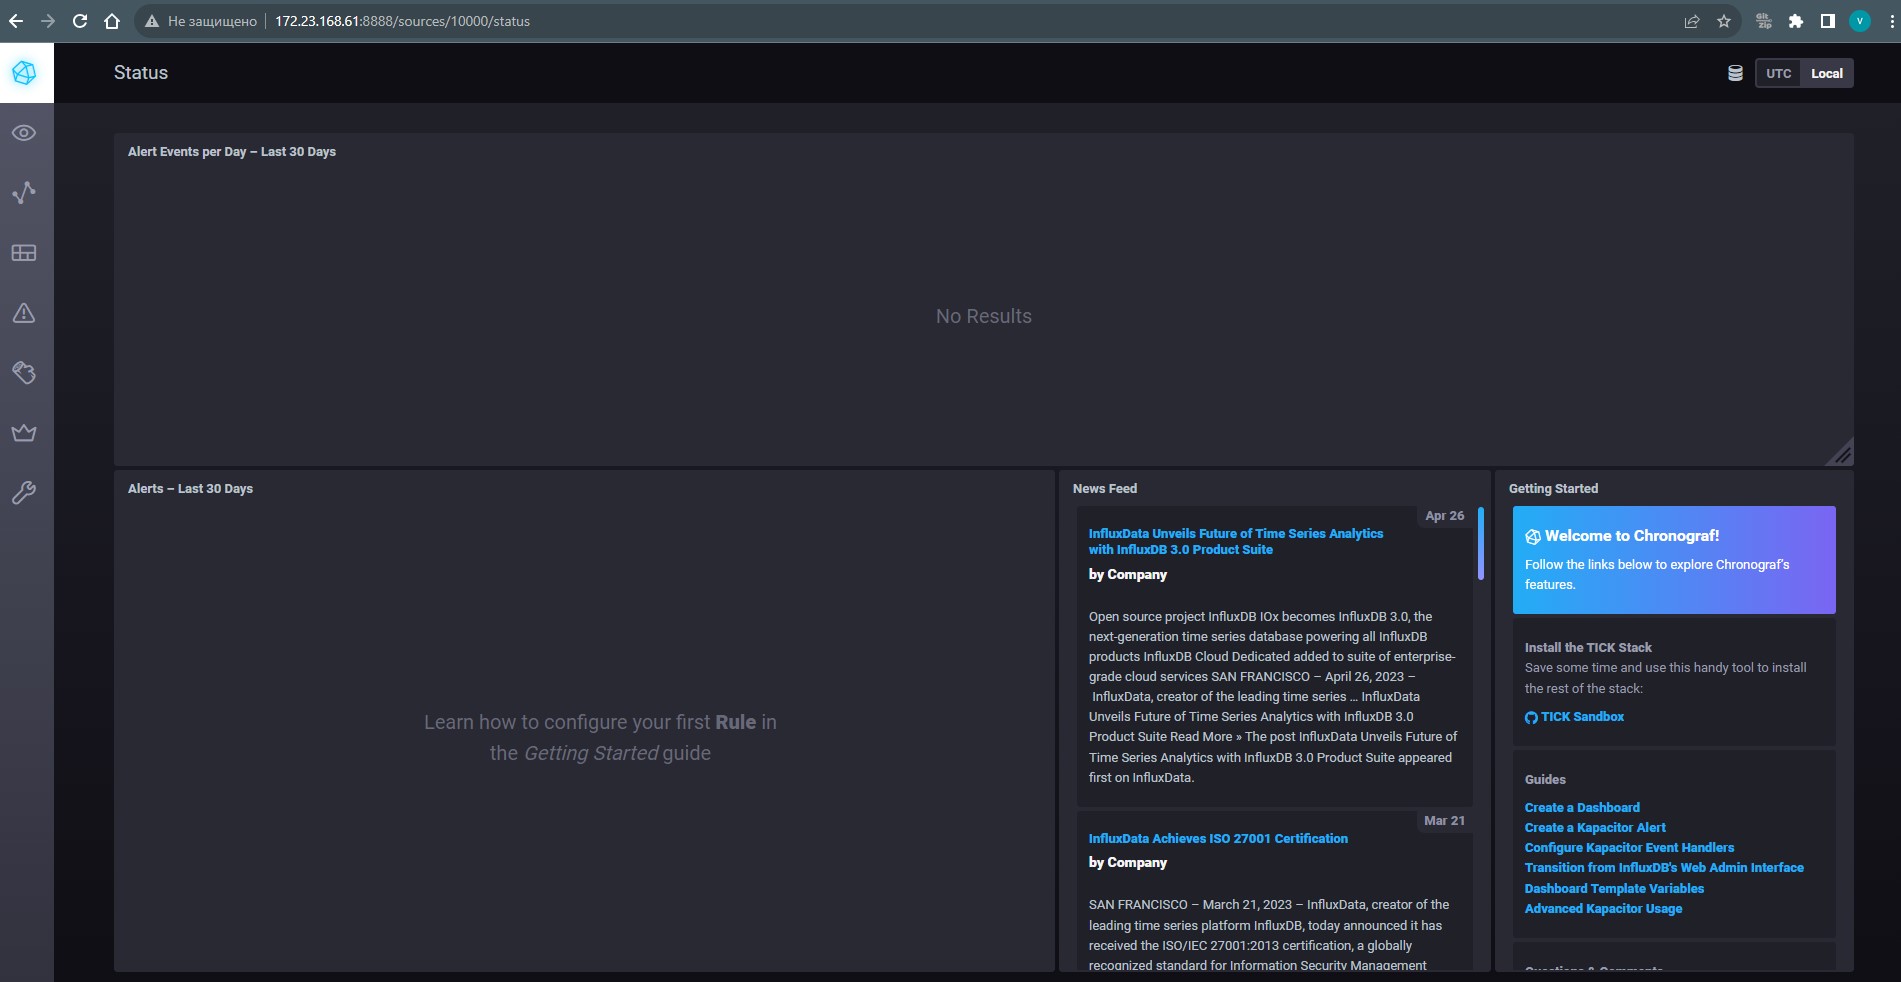 Не защищено
172.23.168.61:8888/sources/10000/status
Git
Zip
V
Status
UTC
Local
Alert Events per Day – Last 30 Days
No Results
Alerts – Last 30 Days
Learn how to configure your first Rule in
the Getting Started guide
News Feed
Apr 26
InfluxData Unveils Future of Time Series Analytics
with InfluxDB 3.0 Product Suite
by Company
Open source project InfluxDB IOx becomes InfluxDB 3.0, the
next-generation time series database powering all InfluxDB
products InfluxDB Cloud Dedicated added to suite of enterprise-
grade cloud services SAN FRANCISCO – April 26, 2023 –
InfluxData, creator of the leading time series ... InfluxData
Unveils Future of Time Series Analytics with InfluxDB 3.0
Product Suite Read More » The post InfluxData Unveils Future of
Time Series Analytics with InfluxDB 3.0 Product Suite appeared
first on InfluxData.
Mar 21
InfluxData Achieves ISO 27001 Certification
by Company
SAN FRANCISCO – March 21, 2023 – InfluxData, creator of the
leading time series platform InfluxDB, today announced it has
received the ISO/IEC 27001:2013 certification, a globally
recognized standard for Information Security Management
Getting Started
Welcome to Chronograf!
Follow the links below to explore Chronograf's
features.
Install the TICK Stack
Save some time and use this handy tool to install
the rest of the stack:
TICK Sandbox
Guides
Create a Dashboard
Create a Kapacitor Alert
Configure Kapacitor Event Handlers
Transition from InfluxDB's Web Admin Interface
Dashboard Template Variables
Advanced Kapacitor Usage
Questions & Comments